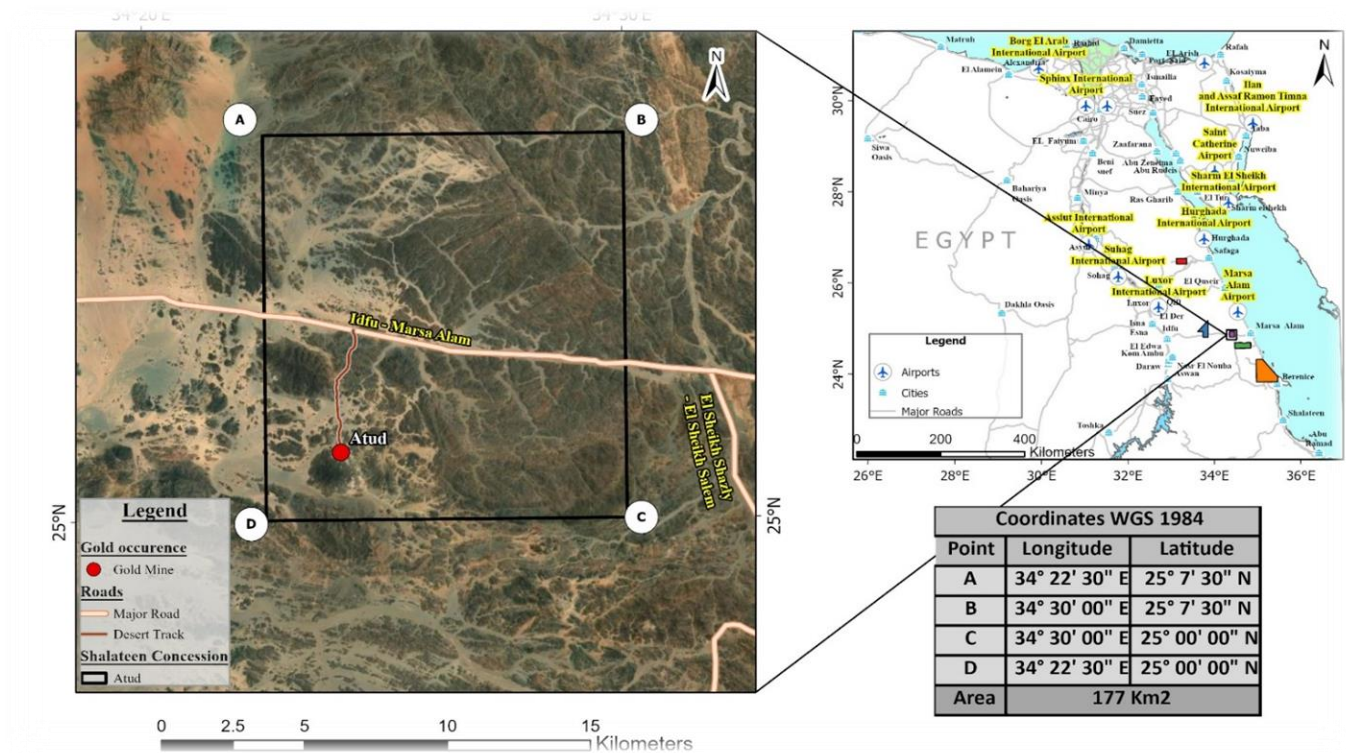 34°20'
34°30'
N
A
B
Idfu - Marsa Alam
Atud
El Sheikh Shazly
- El Sheikh Salem
D
C
25°N
25°N
Legend
Gold occurence
Gold Mine
Roads
Major Road
Desert Track
Shalateen Concession
Atud
0 2.5 5 10 15
Kilometers
N
30°N
28°N
26°N
24°N
Matruh
Borg El Arab
International Airport
Rashid
Damietta
Alexandria
Port Said
EL Arish
Rafah
El Alamein
Sphinx International
Airport
Ismailia
Kosaiyma
Ilan
and Assaf Ramon Timna
International Airport
Fayed
Cairo
Suez
Taba
Siwa
Oasis
EL_Faiyum
Zaafarana
Saint
Catherine
Airport
Nuweiba
Beni
suef
Abu Zeneima
Abu Rudeis
Bahariya
Oasis
Minya
Ras Gharib
Sharm El Sheikh
International Airport
El Tur
Sharm elshekh
Assiut International
Airport
Hurghada
International Airport
EGYPT
Hurghada
Safaga
Suhag
International Airport
Sohag
El Quseir
Marsa
Alam
Airport
Luxor
International Airport
Dakhla Oasis
Luxor
El Der
Isna
Esna
Idfu
Marsa Alam
El Edwa
Kom Ambu
Daraw
Nasr El Nouba
Aswan
Berenice
Toshka
Shalateen
Abu
Ramad
Legend
Airports
Cities
Major Roads
0 200 400
Kilometers
26°E 28°E 30°E 32°E 34°E 36°E
Coordinates WGS 1984
Point Longitude Latitude
A 34° 22' 30" E 25° 7' 30" N
B 34° 30' 00" E 25° 7' 30" N
C 34° 30' 00" E 25° 00' 00" N
D 34° 22' 30" E 25° 00' 00" N
Area 177 Km2